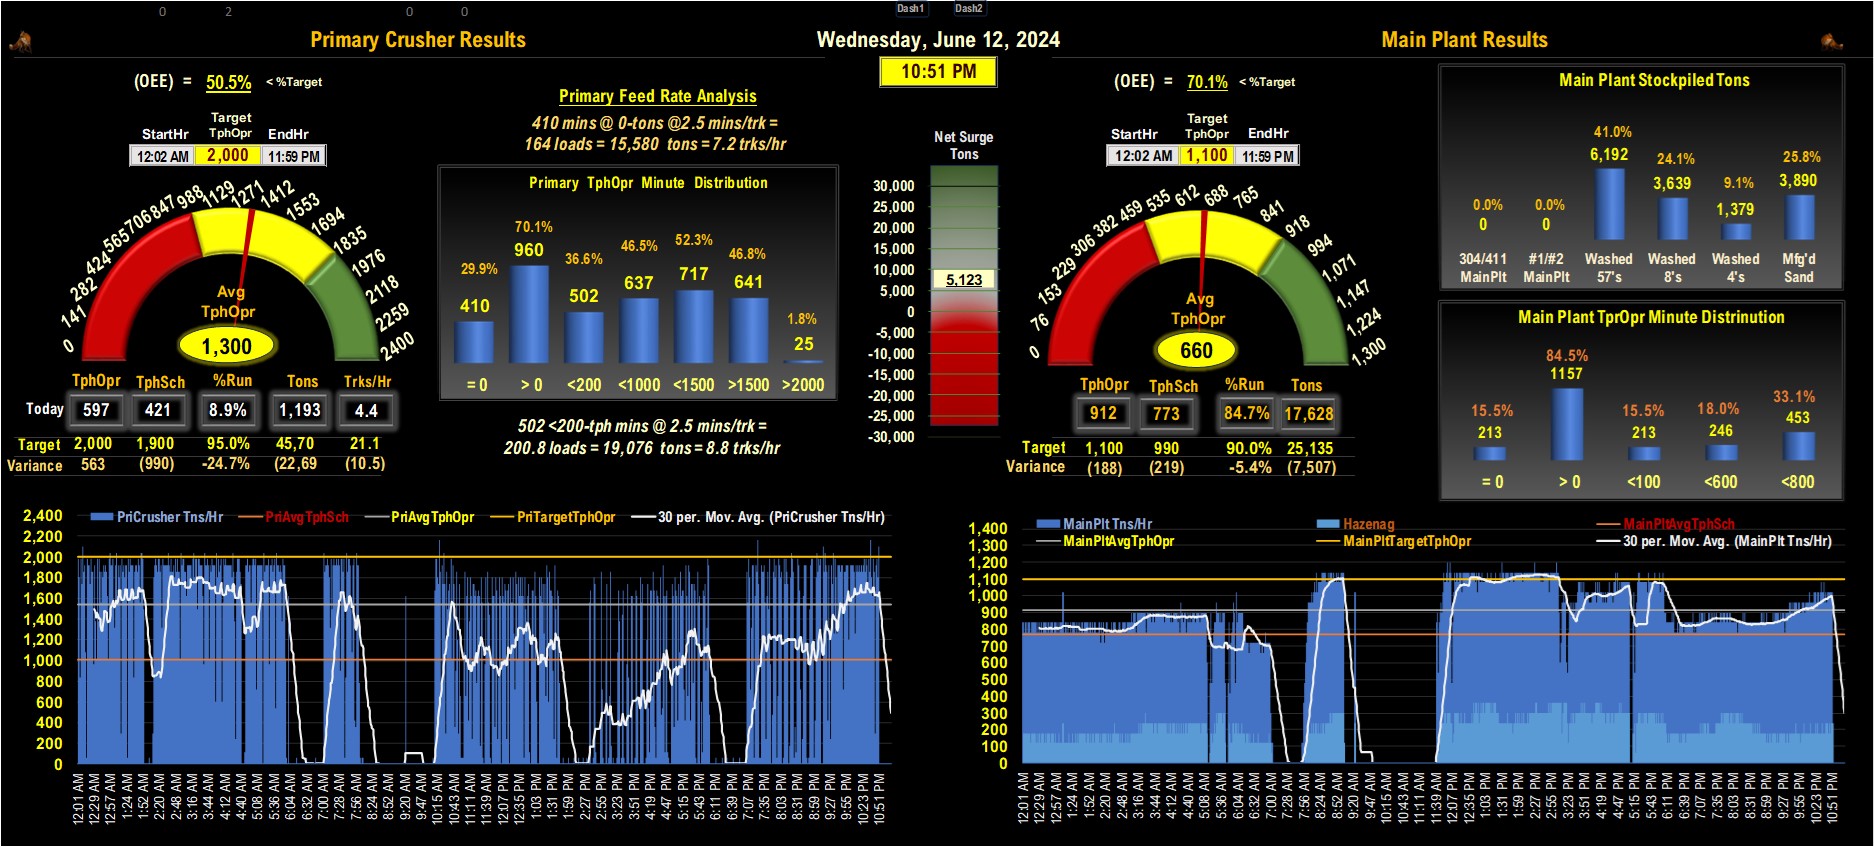 0 2 0 0 Dash1 Dash2
Primary Crusher Results
Wednesday, June 12, 2024
Main Plant Results
10:51 PM
(OEE) = 50.5% < %Target
StartHr Target TphOpr EndHr
12:02 AM 2,000 11:59 PM
0 141 282 424 565 706 847 988 1129 1271 1412 1553 1694 1835 1976 2118 2259 2400
Avg
TphOpr
1,300
TphOpr TphSch %Run Tons Trks/Hr
Today 597 421 8.9% 1,193 4.4
Target 2,000 1,900 95.0% 45,70 21.1
Variance 563 (990) -24.7% (22,69 (10.5)
Primary Feed Rate Analysis
410 mins @ 0-tons @2.5 mins/trk =
164 loads = 15,580 tons = 7.2 trks/hr
Primary TphOpr Minute Distribution
29.9% 70.1% 36.6% 46.5% 52.3% 46.8% 1.8%
410 960 502 637 717 641 25
= 0 > 0 <200 <1000 <1500 >1500 >2000
502 <200-tph mins @ 2.5 mins/trk =
200.8 loads = 19,076 tons = 8.8 trks/hr
Net Surge
Tons
30,000
25,000
20,000
15,000
10,000
5,123
5,000
0
-5,000
-10,000
-15,000
-20,000
-25,000
-30,000
(OEE) = 70.1% < %Target
StartHr Target TphOpr EndHr
12:02 AM 1,100 11:59 PM
0 76 153 229 306 382 459 535 612 688 765 841 918 994 1,071 1,147 1,224 1,300
Avg
TphOpr
660
TphOpr TphSch %Run Tons
912 773 84.7% 17,628
Target 1,100 990 90.0% 25,135
Variance (188) (219) -5.4% (7,507)
Main Plant Stockpiled Tons
0.0% 0.0% 41.0% 24.1% 9.1% 25.8%
0 0 6,192 3,639 1,379 3,890
304/411 #1/#2 Washed Washed Washed Mfg'd
MainPlt MainPlt 57's 8's 4's Sand
Main Plant TprOpr Minute Distrinution
15.5% 84.5% 15.5% 18.0% 33.1%
213 1157 213 246 453
= 0 > 0 <100 <600 <800
PriCrusher Tns/Hr PriAvgTphSch PriAvgTphOpr PriTargetTphOpr 30 per. Mov. Avg. (PriCrusher Tns/Hr)
2,400
2,200
2,000
1,800
1,600
1,400
1,200
1,000
800
600
400
200
0
12:01 AM 12:29 AM 12:57 AM 1:24 AM 1:52 AM 2:20 AM 2:48 AM 3:16 AM 3:44 AM 4:12 AM 4:40 AM 5:08 AM 5:36 AM 6:04 AM 6:32 AM 7:00 AM 7:28 AM 7:56 AM 8:24 AM 8:52 AM 9:20 AM 9:47 AM 10:15 AM 10:43 AM 11:11 AM 11:39 AM 12:07 PM 12:35 PM 1:03 PM 1:31 PM 1:59 PM 2:27 PM 2:55 PM 3:23 PM 3:51 PM 4:19 PM 4:47 PM 5:15 PM 5:43 PM 6:11 PM 6:39 PM 7:07 PM 7:35 PM 8:03 PM 8:31 PM 8:59 PM 9:27 PM 9:55 PM 10:23 PM 10:51 PM
MainPlt Tns/Hr Hazenag MainPltAvgTphSch
MainPltAvgTphOpr MainPltTargetTphOpr 30 per. Mov. Avg. (MainPlt Tns/Hr)
1,400
1,300
1,200
1,100
1,000
900
800
700
600
500
400
300
200
100
0
12:01 AM 12:29 AM 12:57 AM 1:24 AM 1:52 AM 2:20 AM 2:48 AM 3:16 AM 3:44 AM 4:12 AM 4:40 AM 5:08 AM 5:36 AM 6:04 AM 6:32 AM 7:00 AM 7:28 AM 7:56 AM 8:24 AM 8:52 AM 9:20 AM 9:47 AM 10:15 AM 10:43 AM 11:11 AM 11:39 AM 12:07 PM 12:35 PM 1:03 PM 1:31 PM 1:59 PM 2:27 PM 2:55 PM 3:23 PM 3:51 PM 4:19 PM 4:47 PM 5:15 PM 5:43 PM 6:11 PM 6:39 PM 7:07 PM 7:35 PM 8:03 PM 8:31 PM 8:59 PM 9:27 PM 9:55 PM 10:23 PM 10:51 PM